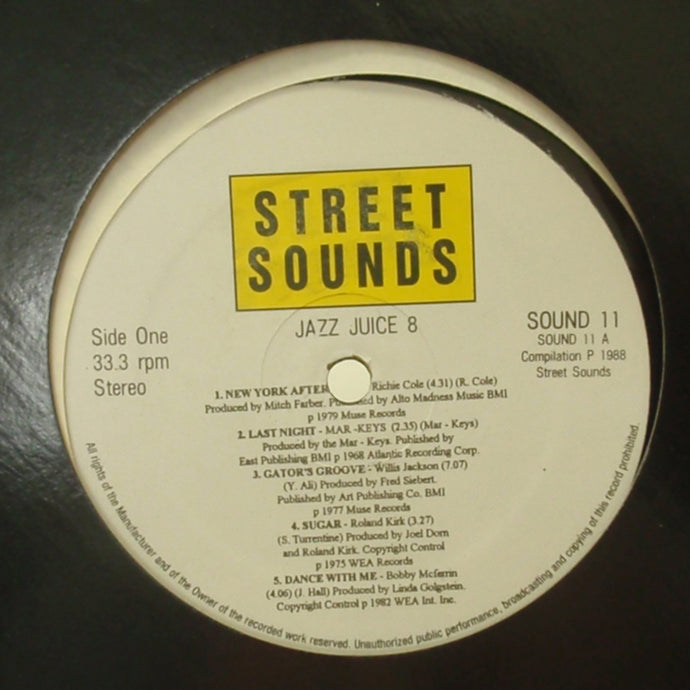 STREET
SOUNDS
JAZZ JUICE 8
Side One
33.3 rpm
Stereo
SOUND 11
SOUND 11 A
Compilation P 1988
Street Sounds
1. NEW YORK AFTER Richie Cole (4.31) (R. Cole)
Produced by Mitch Farber. Published by Alto Madness Music BMI
p 1979 Muse Records
2. LAST NIGHT - MAR -KEYS (2.35) (Mar - Keys)
Produced by the Mar - Keys. Published by
East Publishing BMI p 1968 Atlantic Recording Corp.
3. GATOR'S GROOVE - Willis Jackson (7.07)
(Y. Ali) Produced by Fred Siebert.
Published by Art Publishing Co. BMI
p 1977 Muse Records
4. SUGAR - Roland Kirk (3.27)
(S. Turrentine) Produced by Joel Dorn
and Roland Kirk. Copyright Control
p 1975 WEA Records
5. DANCE WITH ME - Bobby Mcferrin
(4.06) (J. Hall) Produced by Linda Golgstein.
Copyright Control p 1982 WEA Int. Inc.
All rights of the Manufacturer and of the Owner of the recorded work reserved. Unauthorized public performance, broadcasting and copying of this record prohibited.